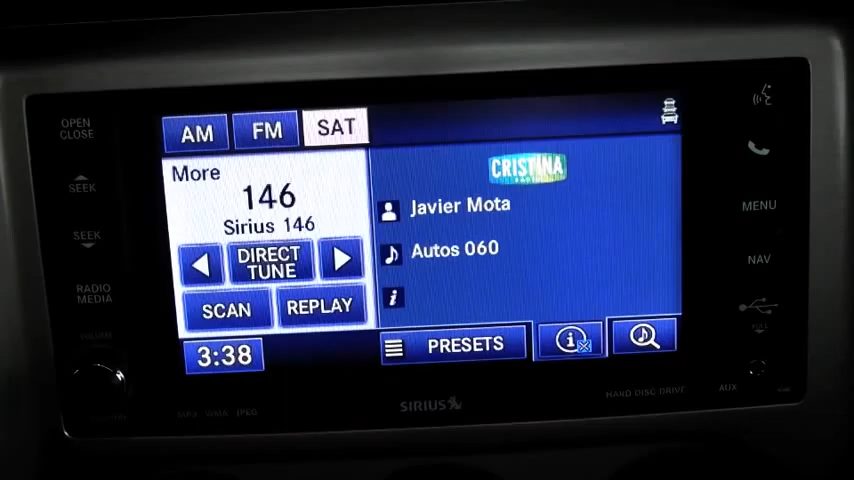 OPEN
CLOSE
SEEK
SEEK
RADIO
MEDIA
AM
FM
SAT
More
146
Sirius 146
DIRECT
TUNE
SCAN
REPLAY
3:38
CRISTINA
Javier Mota
Autos 060
PRESETS
MENU
NAV
SIRIUS
HARD DISC DRIVE
AUX